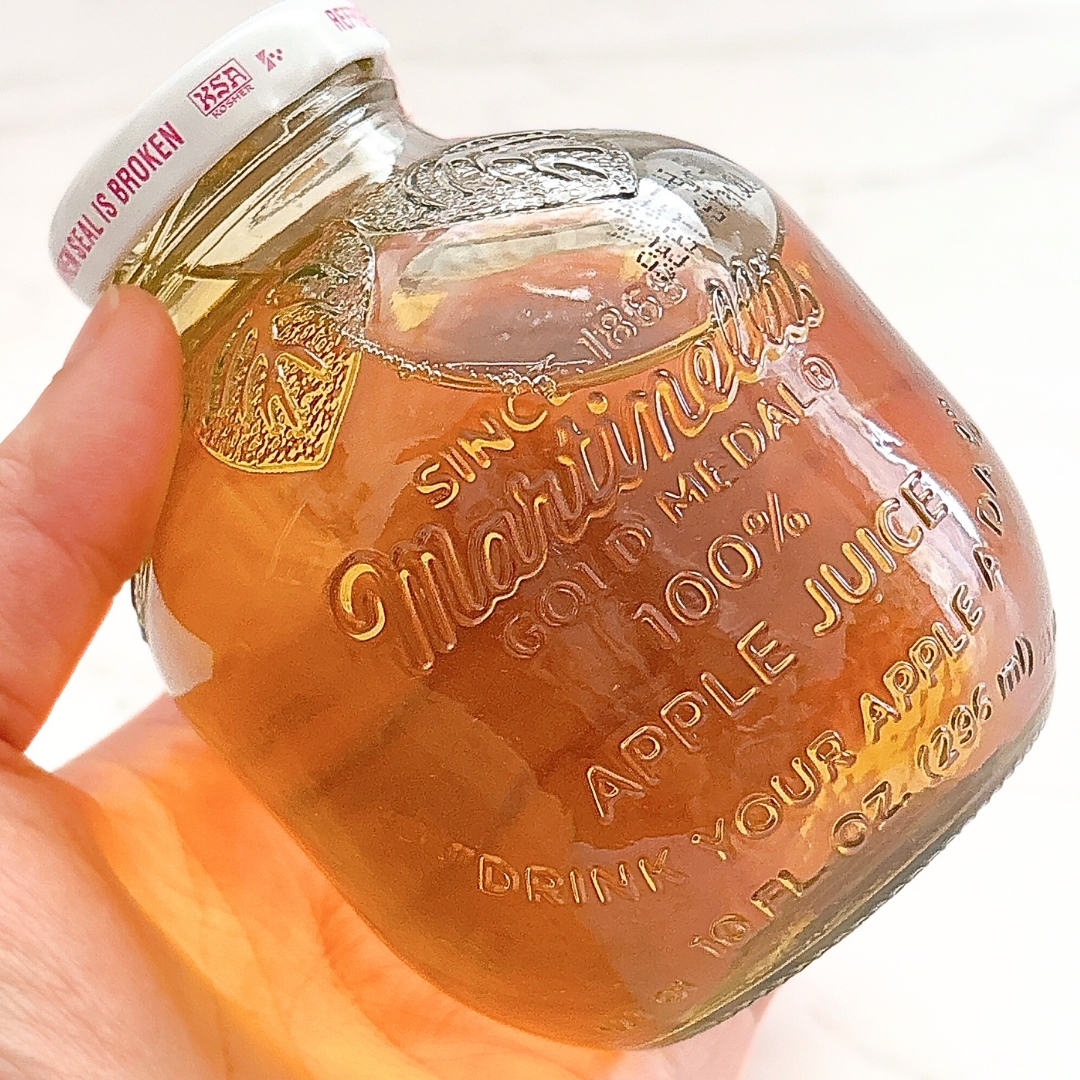 SEAL IS BROKEN
KSA
KOSHER
SINCE 1868
Martinelli's
GOLD MEDAL®
100%
APPLE JUICE
"DRINK YOUR APPLE A
10 FL. OZ. (296 ml)